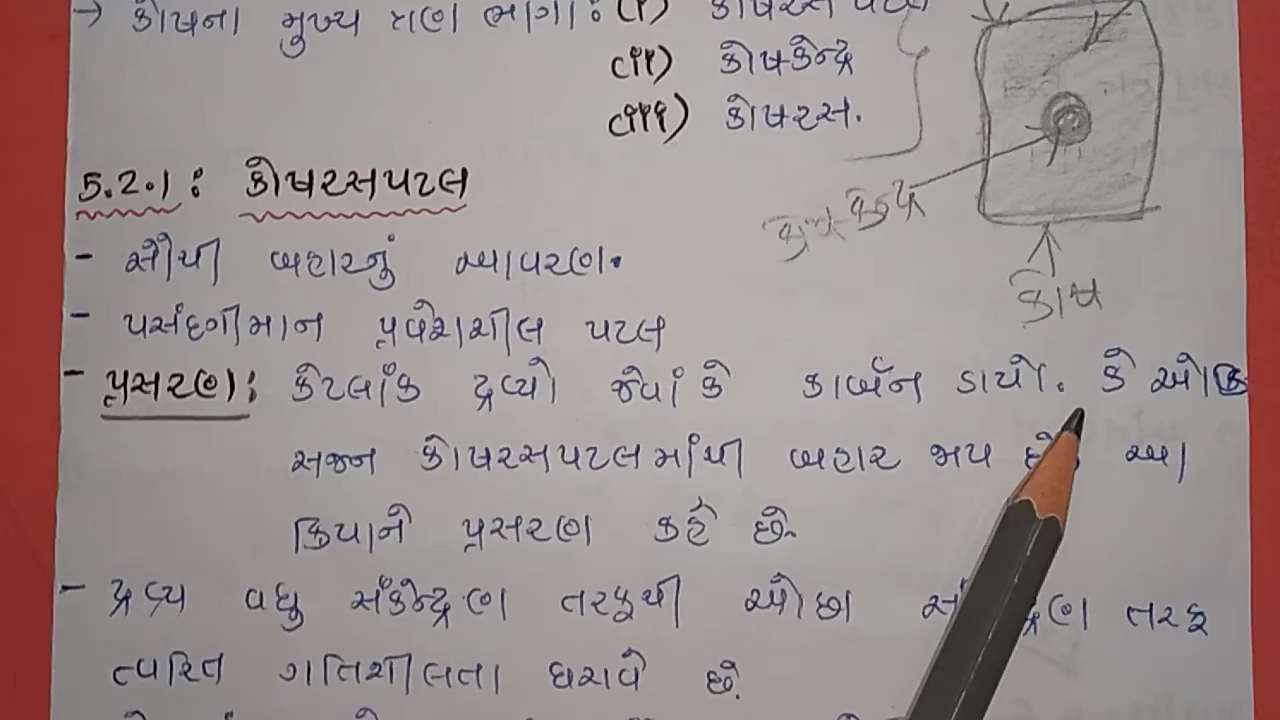 → કોષના મુખ્ય ત્રણ ભાગો: (i) કોષરસ પટલ
(ii) કોષકેન્દ્ર
(iii) કોષરસ.
5.2.1: કોષરસપટલ
- સૌથી બહારનું આવરણ.
- પસંદગીમાન પ્રવેશશીલ પટલ
- પ્રસરણ: કેટલાંક દ્રવ્યો જેવાં કે કાર્બન ડાયો. કે ઓક્સિ
સજન કોષરસપટલમાંથી બહાર જાય છે આ
ક્રિયાને પ્રસરણ કહે છે.
- દ્રવ્ય વધુ સંકેન્દ્રણ તરફથી ઓછા તરફ
ત્વરિત ગતિશીલતા ધરાવે છે.
કોષકેન્દ્ર
કોષ